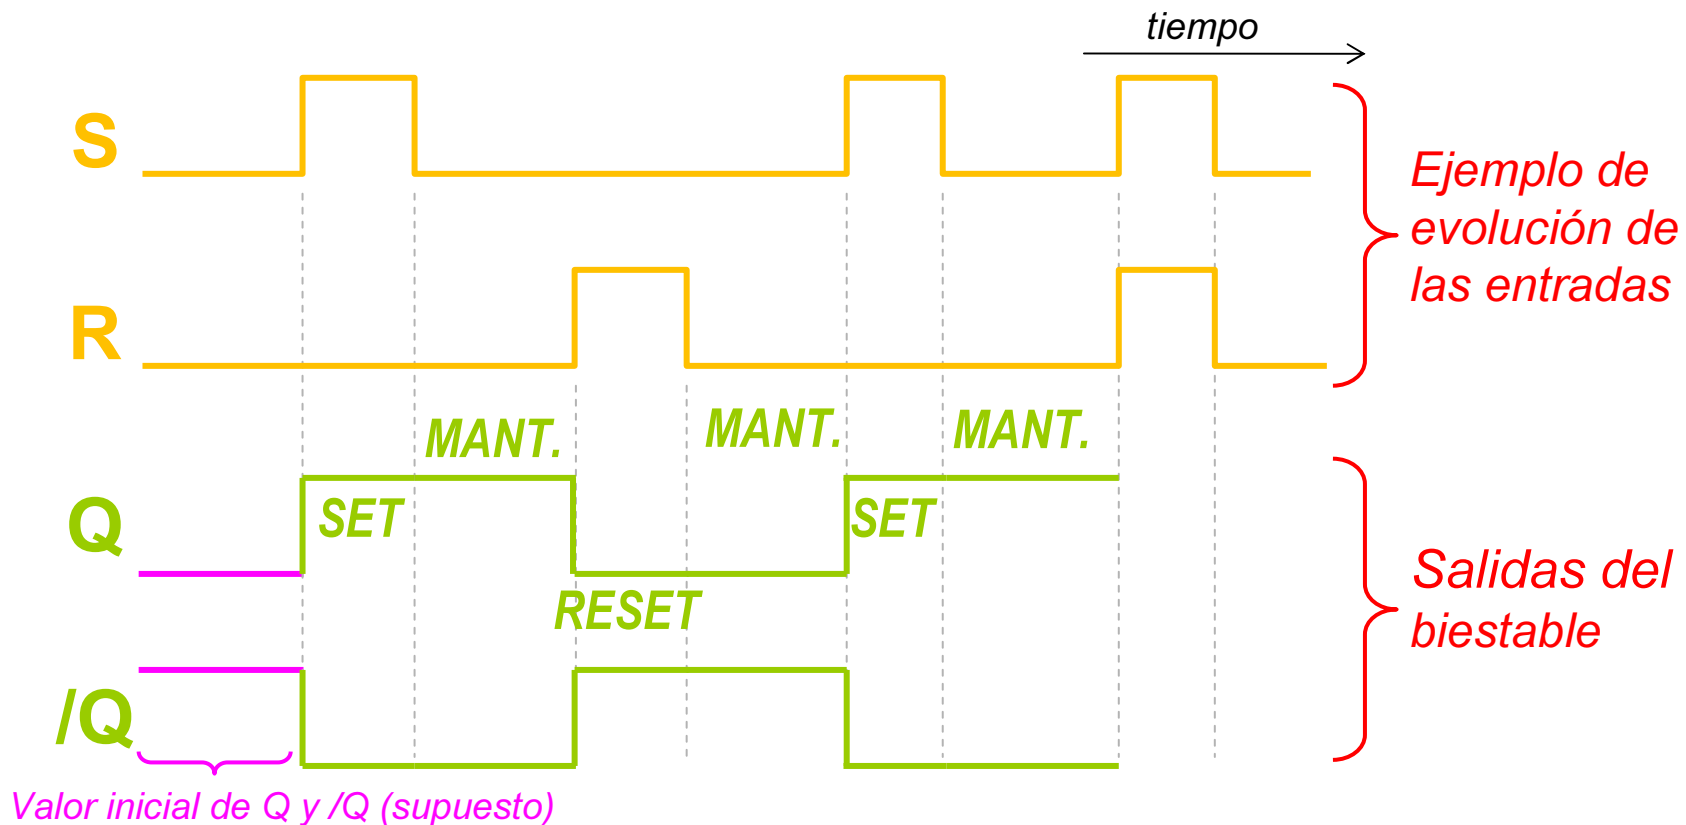 tiempo
S
Ejemplo de
evolución de
las entradas
R
MANT.
MANT.
MANT.
Q
SET
SET
Salidas del
biestable
RESET
/Q
Valor inicial de Q y /Q (supuesto)